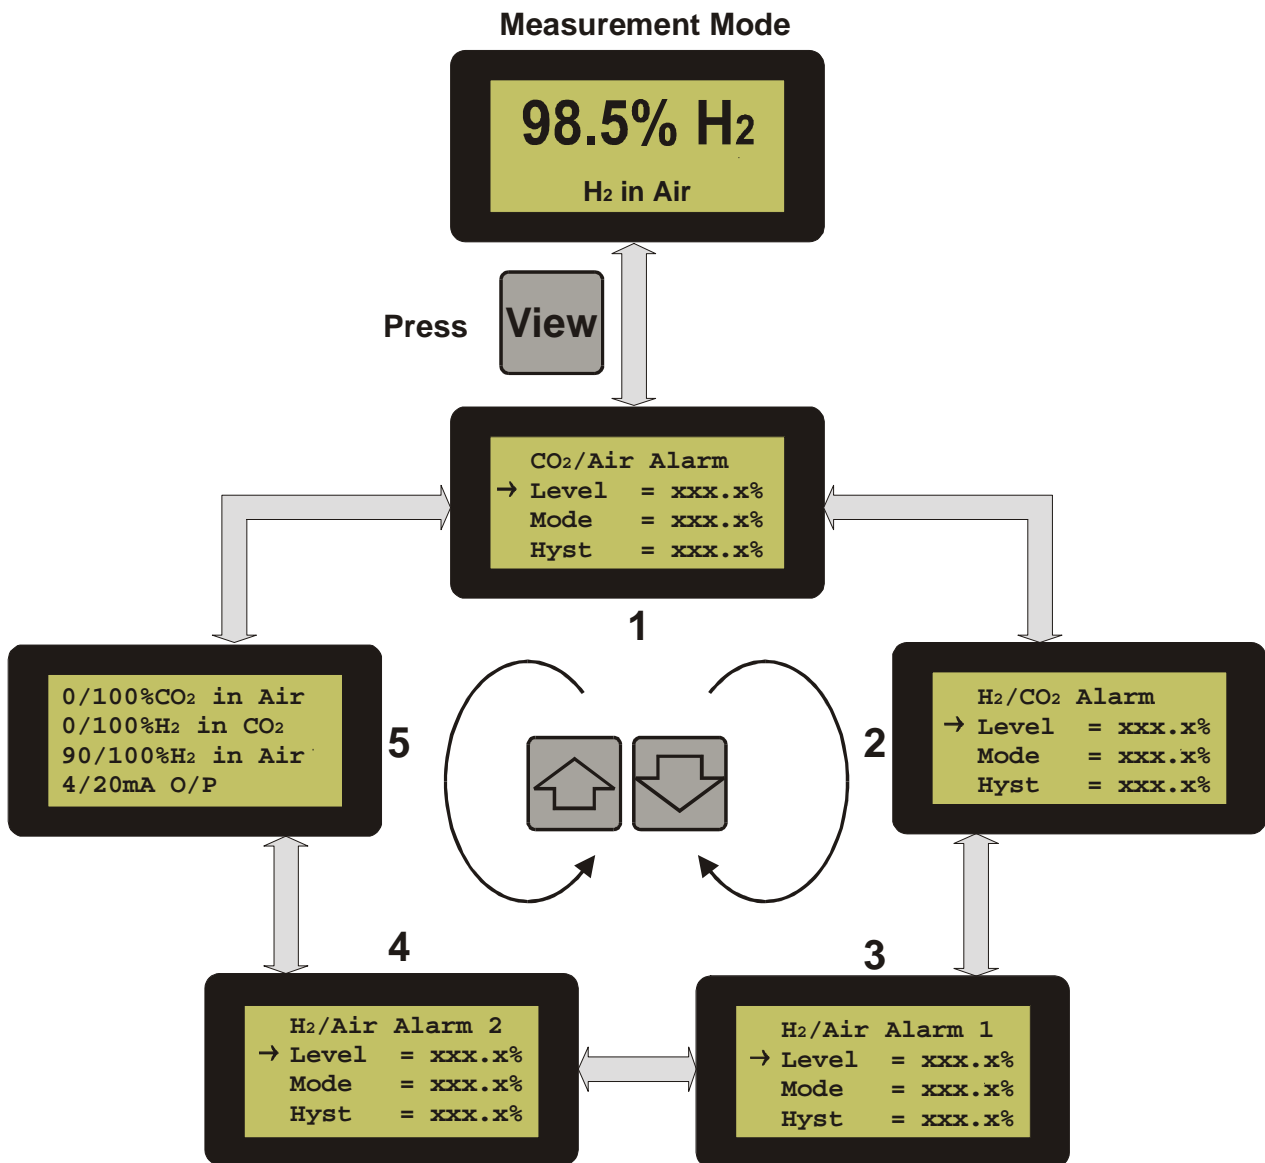 Measurement Mode
98.5% H₂
H₂ in Air
Press
View
CO₂/Air Alarm
→ Level = xxx.x%
Mode = xxx.x%
Hyst = xxx.x%
1
0/100%CO₂ in Air
0/100%H₂ in CO₂
90/100%H₂ in Air
4/20mA O/P
5
2
H₂/CO₂ Alarm
→ Level = xxx.x%
Mode = xxx.x%
Hyst = xxx.x%
4
H₂/Air Alarm 2
→ Level = xxx.x%
Mode = xxx.x%
Hyst = xxx.x%
3
H₂/Air Alarm 1
→ Level = xxx.x%
Mode = xxx.x%
Hyst = xxx.x%